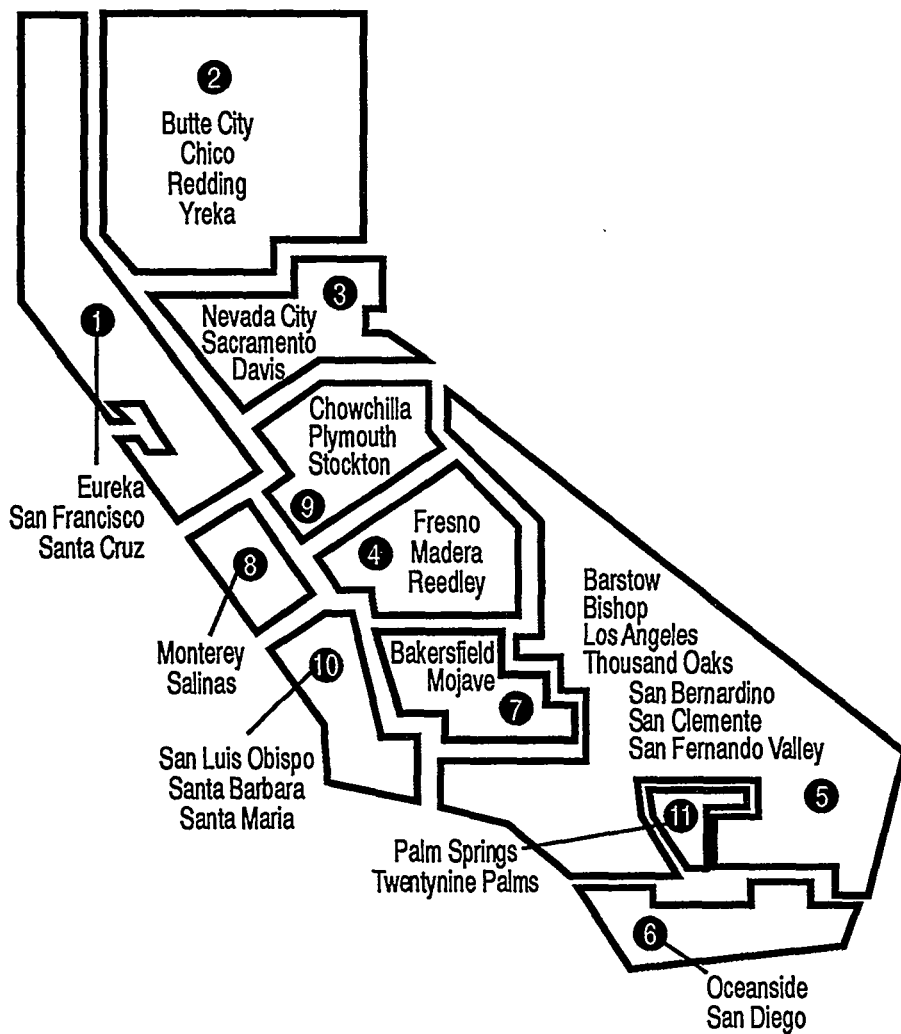 2
Butte City
Chico
Redding
Yreka
3
Nevada City
Sacramento
Davis
1
Eureka
San Francisco
Santa Cruz
Chowchilla
Plymouth
Stockton
9
4
Fresno
Madera
Reedley
8
Monterey
Salinas
Barstow
Bishop
Los Angeles
Thousand Oaks
San Bernardino
San Clemente
San Fernando Valley
5
Bakersfield
Mojave
7
10
San Luis Obispo
Santa Barbara
Santa Maria
11
Palm Springs
Twentynine Palms
6
Oceanside
San Diego